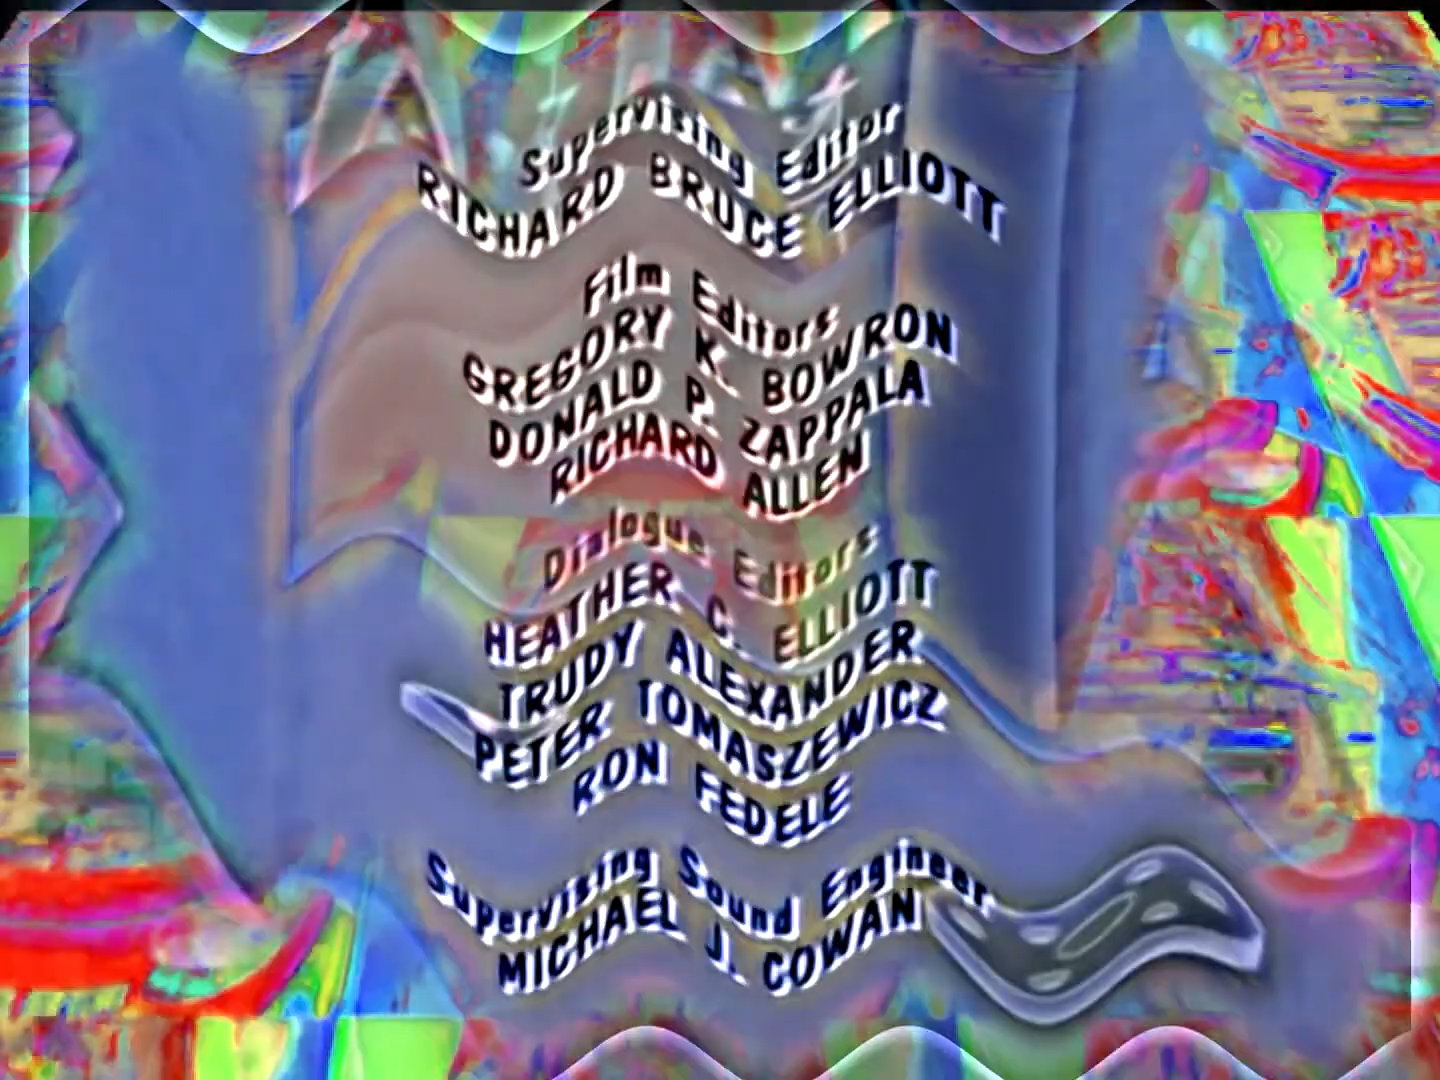 Supervising Editor
RICHARD BRUCE ELLIOTT
Film Editors
GREGORY K. BOWRON
DONALD P. ZAPPALA
RICHARD ALLEN
Dialogue Editors
HEATHER C. ELLIOTT
TRUDY ALEXANDER
PETER TOMASZEWICZ
RON FEDELE
Supervising Sound Engineer
MICHAEL J. COWAN